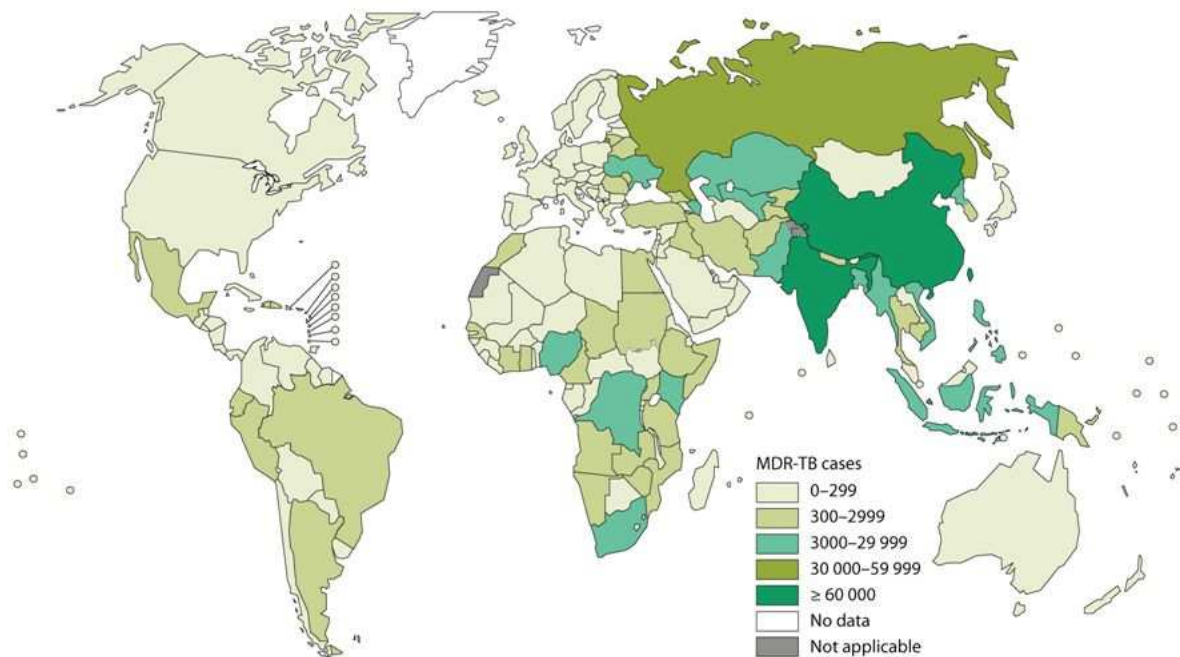 MDR-TB cases
0–299
300–2999
3000–29 999
30 000–59 999
≥ 60 000
No data
Not applicable